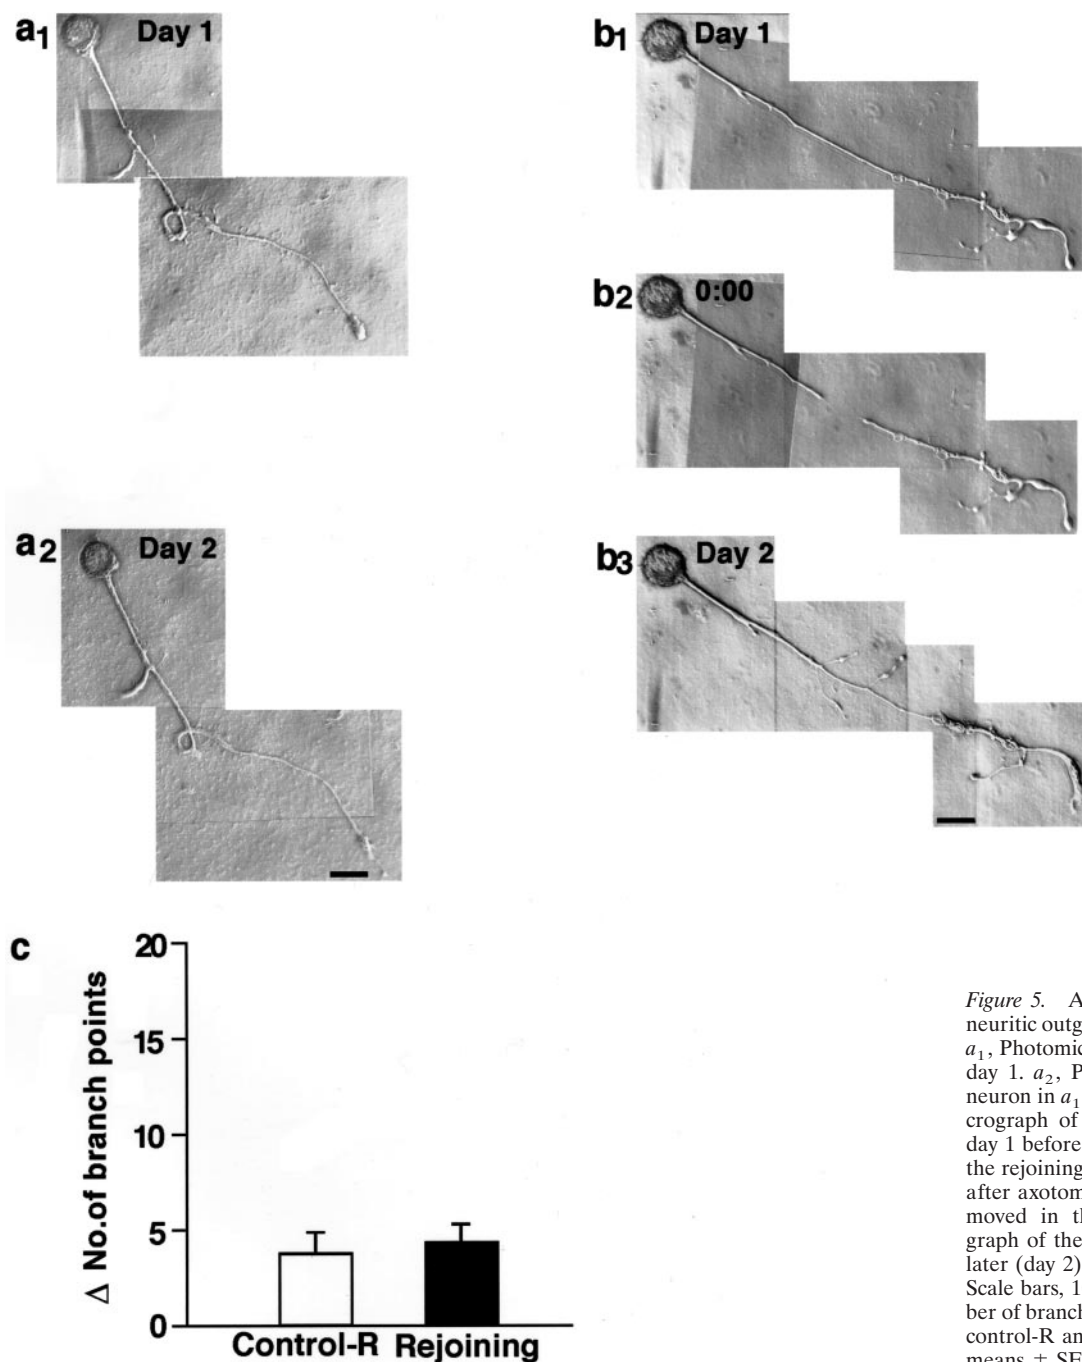 a1 Day 1
b1 Day 1
b2 0:00
a2 Day 2
b3 Day 2
c
20
15
10
5
0
Δ No.of branch points
Control-R Rejoining
Figure 5. A
neuritic outg
a1, Photomic
day 1. a2, P
neuron in a1
crograph of
day 1 before
the rejoining
after axotom
moved in th
graph of the
later (day 2)
Scale bars, 1
ber of branch
control-R an
means ± SE